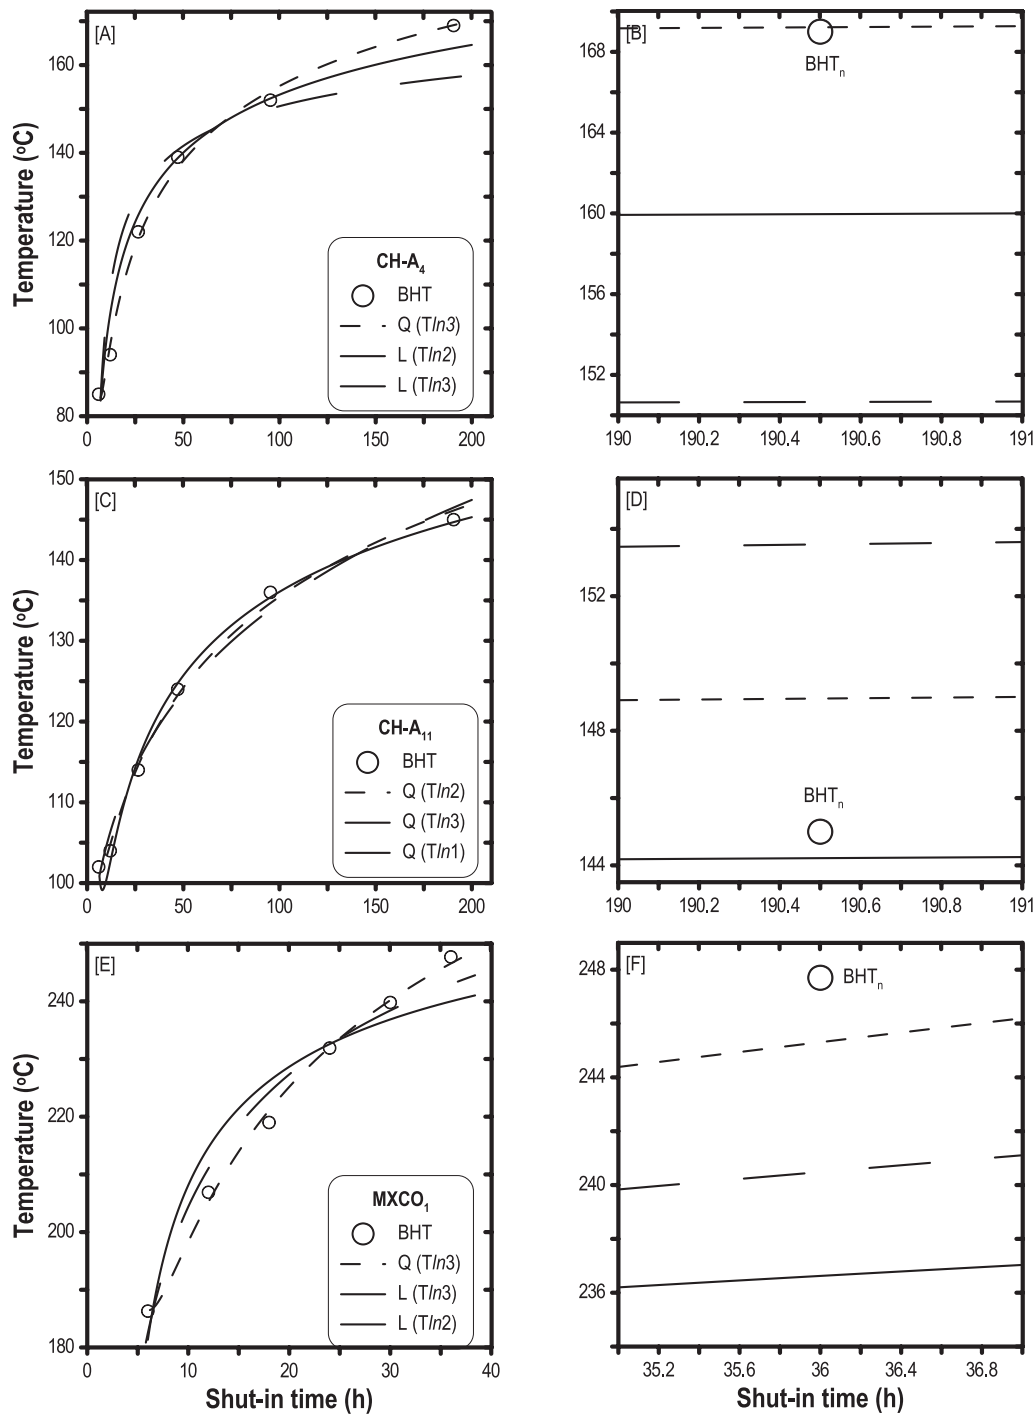 [A]
160
140
120
100
80
Temperature (ºC)
0 50 100 150 200
CH-A4
BHT
Q (Tln3)
L (Tln2)
L (Tln3)
[B]
168
164
160
156
152
BHTn
190 190.2 190.4 190.6 190.8 191
[C]
150
140
130
120
110
100
Temperature (ºC)
0 50 100 150 200
CH-A11
BHT
Q (Tln2)
Q (Tln3)
Q (Tln1)
[D]
152
148
144
BHTn
190 190.2 190.4 190.6 190.8 191
[E]
240
220
200
180
Temperature (ºC)
0 10 20 30 40
Shut-in time (h)
MXCO1
BHT
Q (Tln3)
L (Tln3)
L (Tln2)
[F]
248
244
240
236
BHTn
35.2 35.6 36 36.4 36.8
Shut-in time (h)